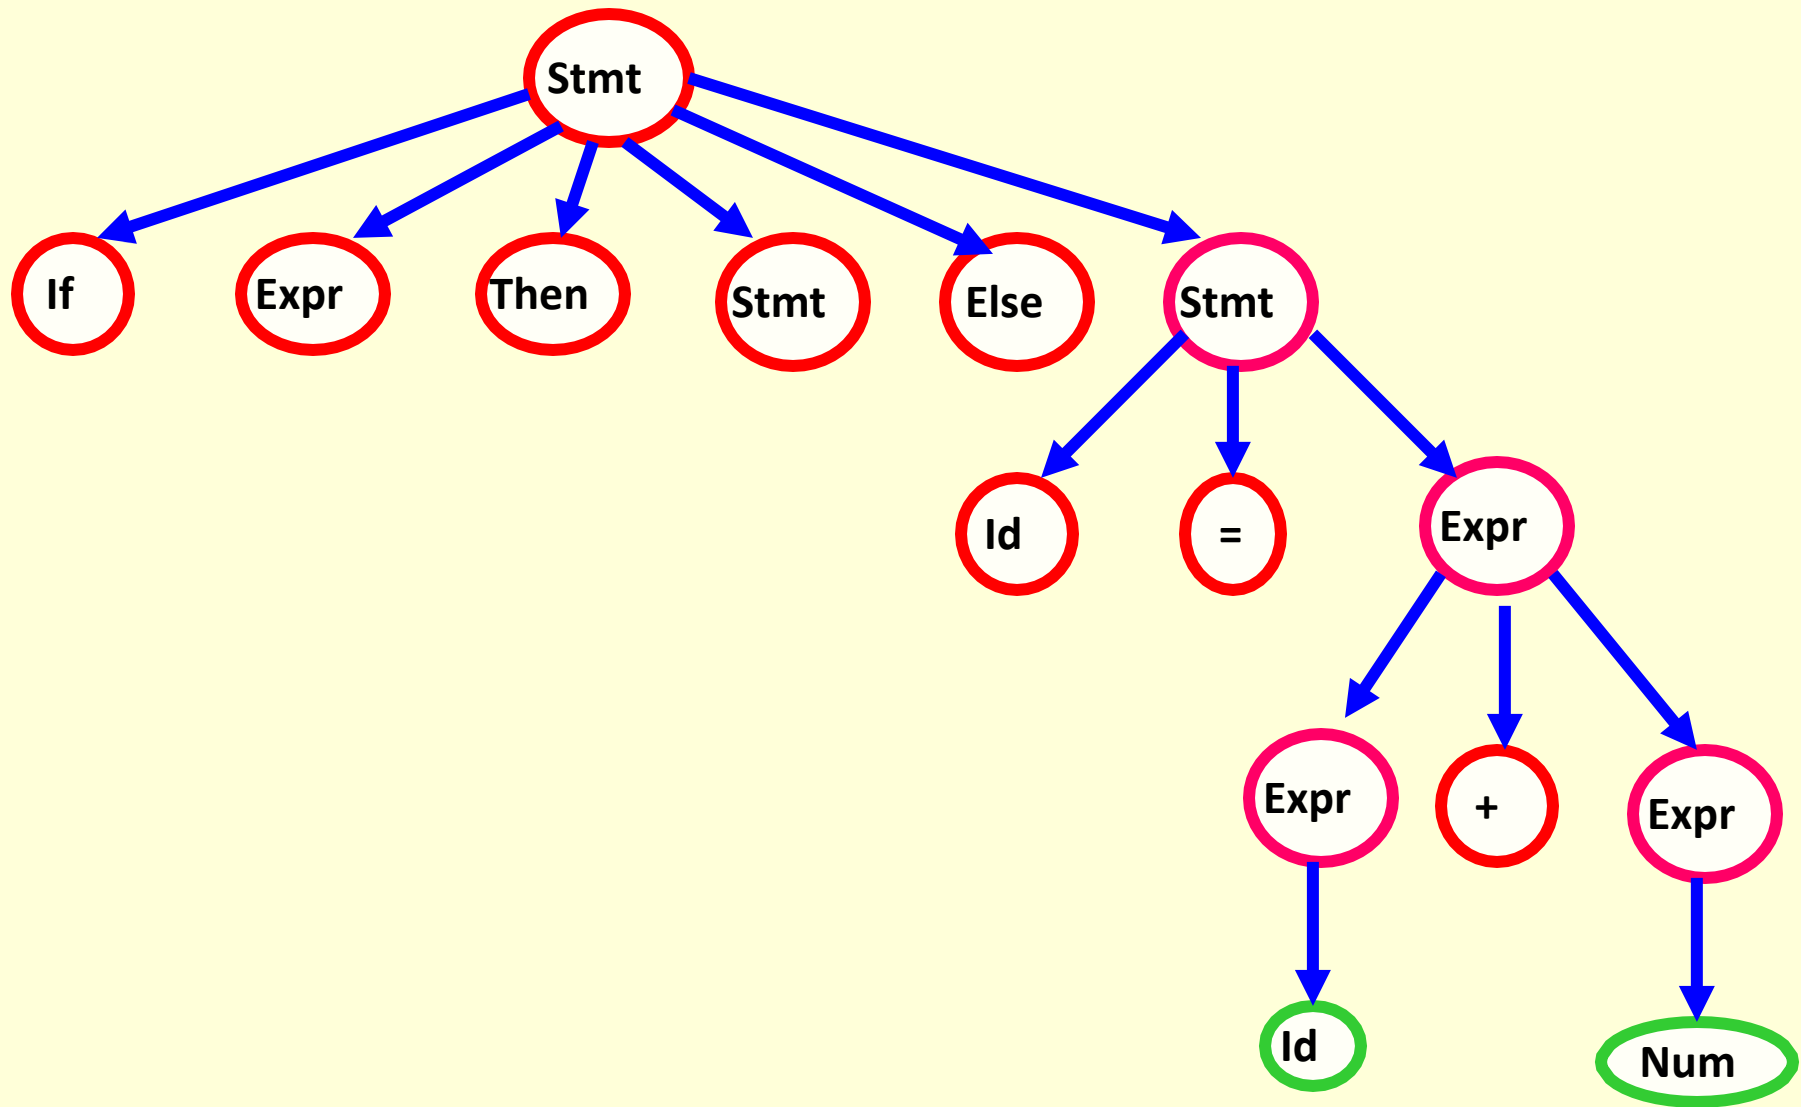 Stmt
If
Expr
Then
Stmt
Else
Stmt
Id
=
Expr
Expr
+
Expr
Id
Num